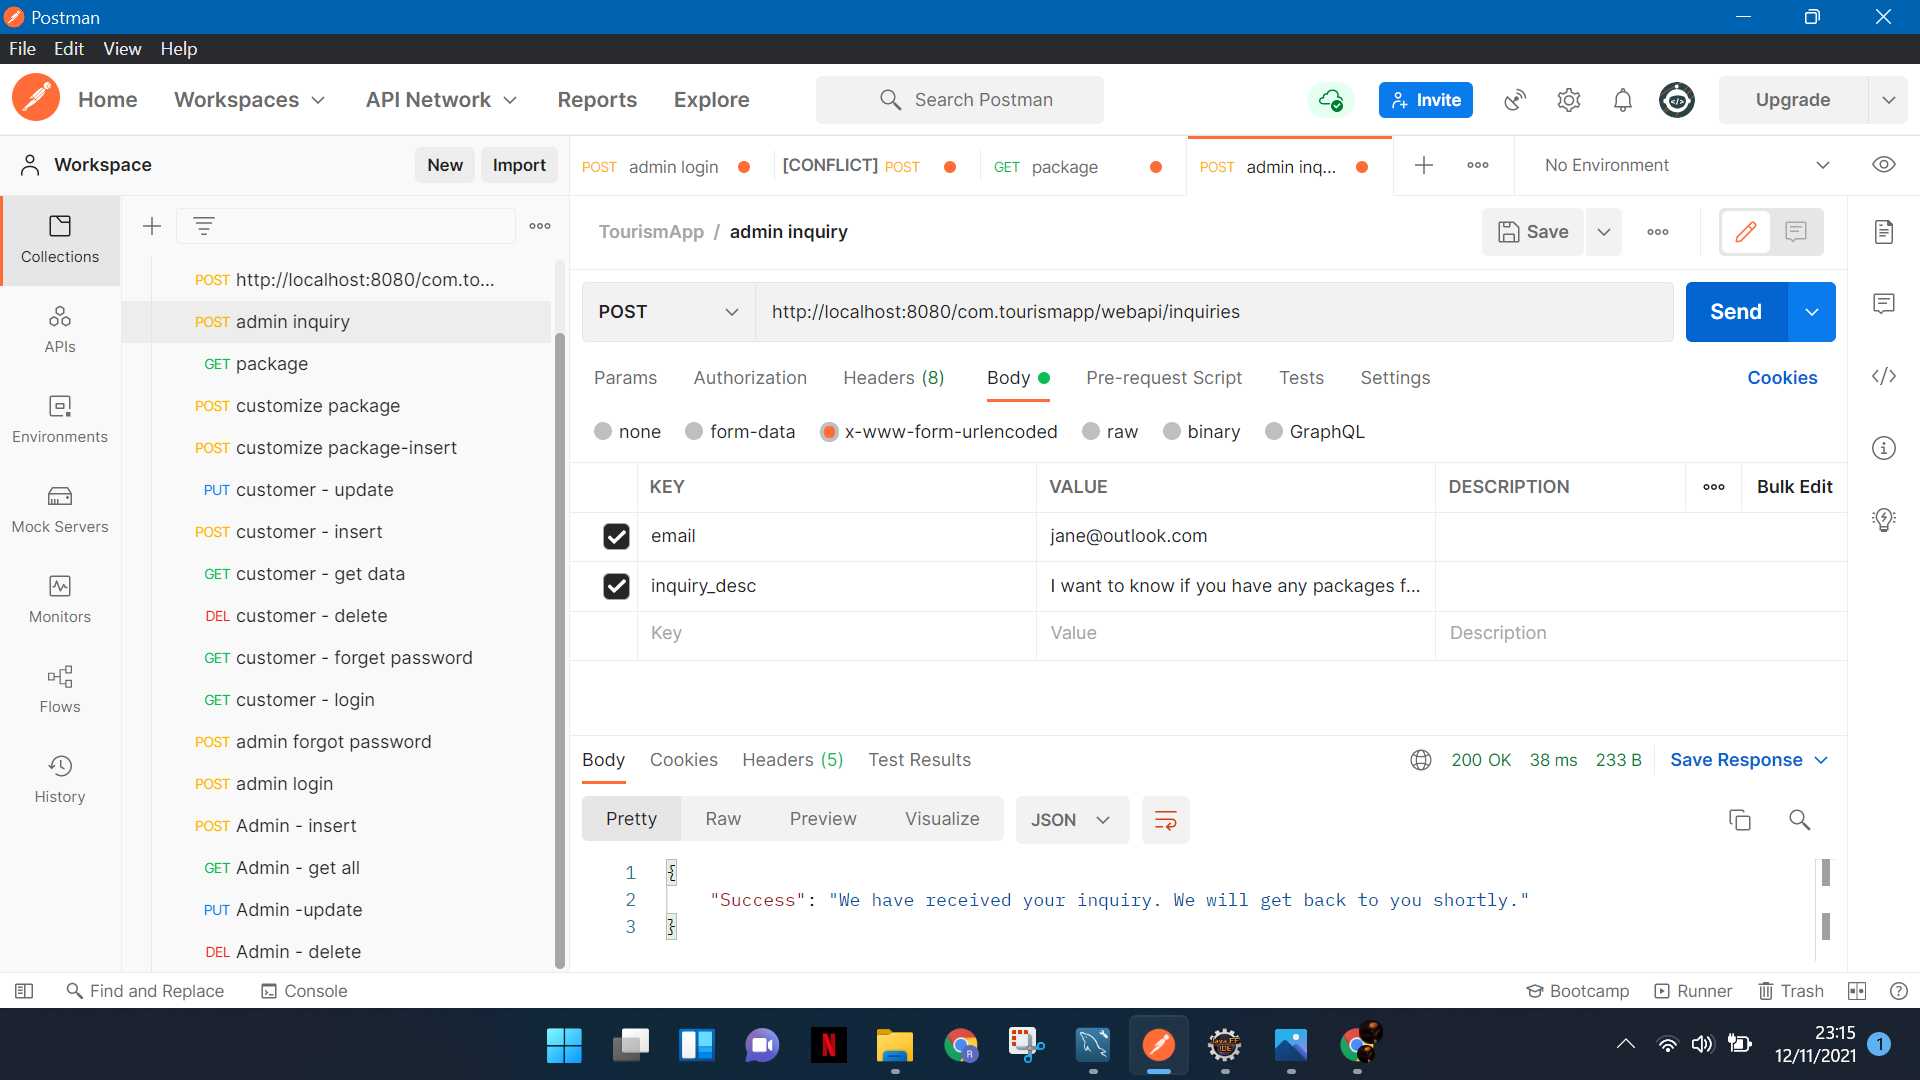 Postman
File Edit View Help
Home Workspaces API Network Reports Explore Search Postman Invite Upgrade
Workspace New Import
POST admin login [CONFLICT] POST GET package POST admin inq... No Environment
Collections
APIs
Environments
Mock Servers
Monitors
Flows
History
POST http://localhost:8080/com.to...
POST admin inquiry
GET package
POST customize package
POST customize package-insert
PUT customer - update
POST customer - insert
GET customer - get data
DEL customer - delete
GET customer - forget password
GET customer - login
POST admin forgot password
POST admin login
POST Admin - insert
GET Admin - get all
PUT Admin -update
DEL Admin - delete
TourismApp / admin inquiry Save
POST http://localhost:8080/com.tourismapp/webapi/inquiries Send
Params Authorization Headers (8) Body Pre-request Script Tests Settings Cookies
none form-data x-www-form-urlencoded raw binary GraphQL
KEY VALUE DESCRIPTION Bulk Edit
email jane@outlook.com
inquiry_desc I want to know if you have any packages f...
Key Value Description
Body Cookies Headers (5) Test Results 200 OK 38 ms 233 B Save Response
Pretty Raw Preview Visualize JSON
1 {
2 "Success": "We have received your inquiry. We will get back to you shortly."
3 }
Find and Replace Console Bootcamp Runner Trash
23:15
12/11/2021 1